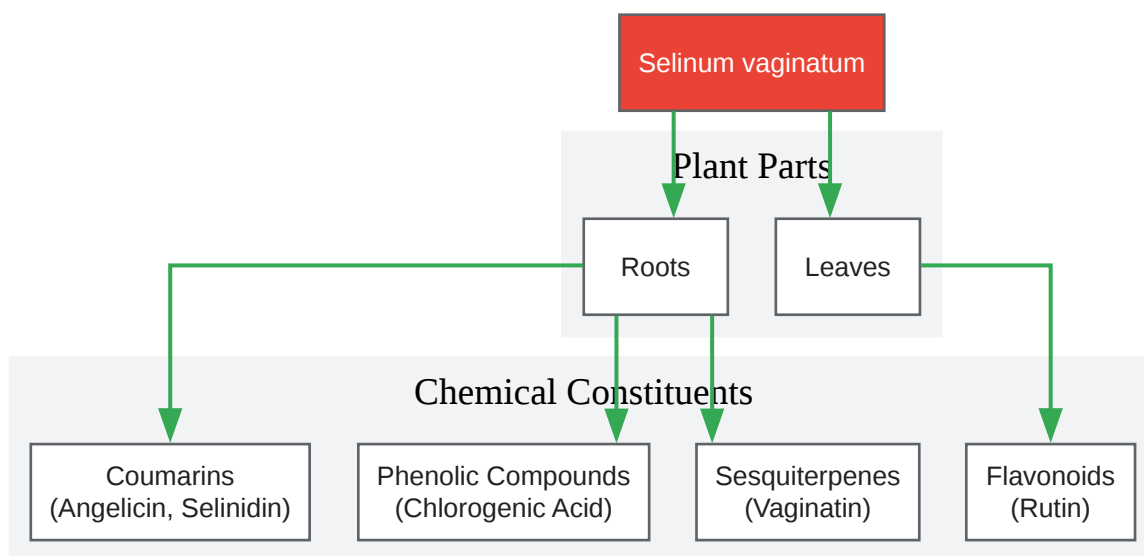 Selinum vaginatum
Plant Parts
Roots
Leaves
Chemical Constituents
Coumarins
(Angelicin, Selinidin)
Phenolic Compounds
(Chlorogenic Acid)
Sesquiterpenes
(Vaginatin)
Flavonoids
(Rutin)